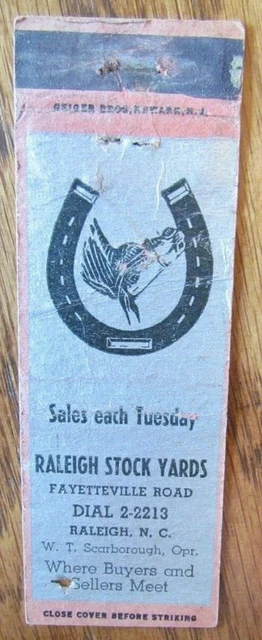 GEIGER BROS., NEWARK, N. J.
Sales each Tuesday
RALEIGH STOCK YARDS
FAYETTEVILLE ROAD
DIAL 2-2213
RALEIGH, N. C.
W. T. Scarborough, Opr.
Where Buyers and
Sellers Meet
CLOSE COVER BEFORE STRIKING